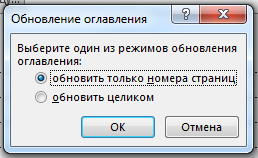 Обновление оглавления
Выберите один из режимов обновления
оглавления:
обновить только номера страниц
обновить целиком
ОК
Отмена